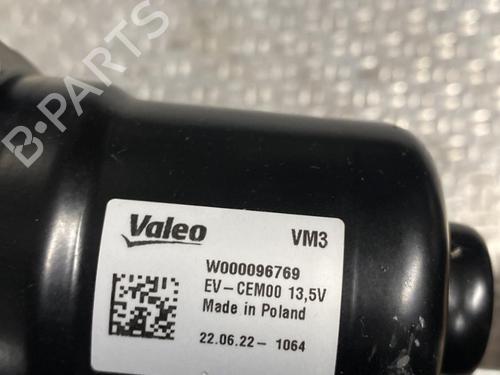 B-PARTS
Valeo VM3
W000096769
EV-CEM00 13,5V
Made in Poland
22.06.22- 1064